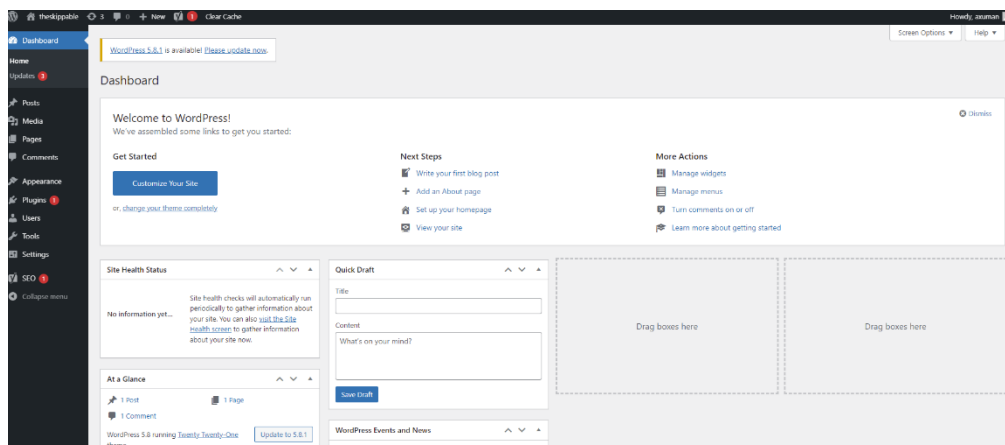 theskippable 3 0 + New 1 Clear Cache Howdy, axuman
Screen Options Help
Dashboard
Home
Updates 3
Posts
Media
Pages
Comments
Appearance
Plugins 1
Users
Tools
Settings
SEO 1
Collapse menu
WordPress 5.8.1 is available! Please update now.
Dashboard
Welcome to WordPress!
We've assembled some links to get you started:
Dismiss
Get Started
Customize Your Site
or, change your theme completely
Next Steps
Write your first blog post
Add an About page
Set up your homepage
View your site
More Actions
Manage widgets
Manage menus
Turn comments on or off
Learn more about getting started
Site Health Status
No information yet...
Site health checks will automatically run
periodically to gather information about
your site. You can also visit the Site
Health screen to gather information
about your site now.
At a Glance
1 Post
1 Page
1 Comment
WordPress 5.8 running Twenty Twenty-One
theme
Update to 5.8.1
Quick Draft
Title
Content
What's on your mind?
Save Draft
WordPress Events and News
Drag boxes here
Drag boxes here